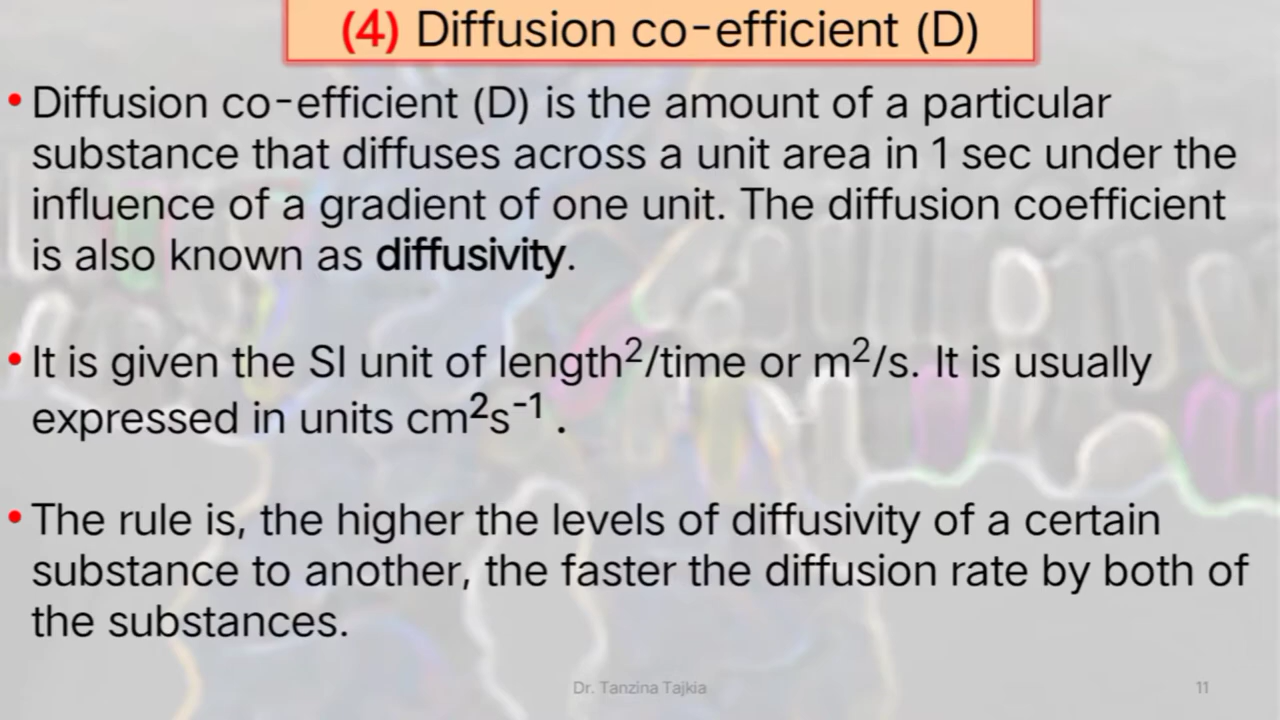 (4) Diffusion co-efficient (D)
• Diffusion co-efficient (D) is the amount of a particular
substance that diffuses across a unit area in 1 sec under the
influence of a gradient of one unit. The diffusion coefficient
is also known as diffusivity.
• It is given the SI unit of length²/time or m²/s. It is usually
expressed in units cm²s⁻¹ .
• The rule is, the higher the levels of diffusivity of a certain
substance to another, the faster the diffusion rate by both of
the substances.
Dr. Tanzina Tajkia
11